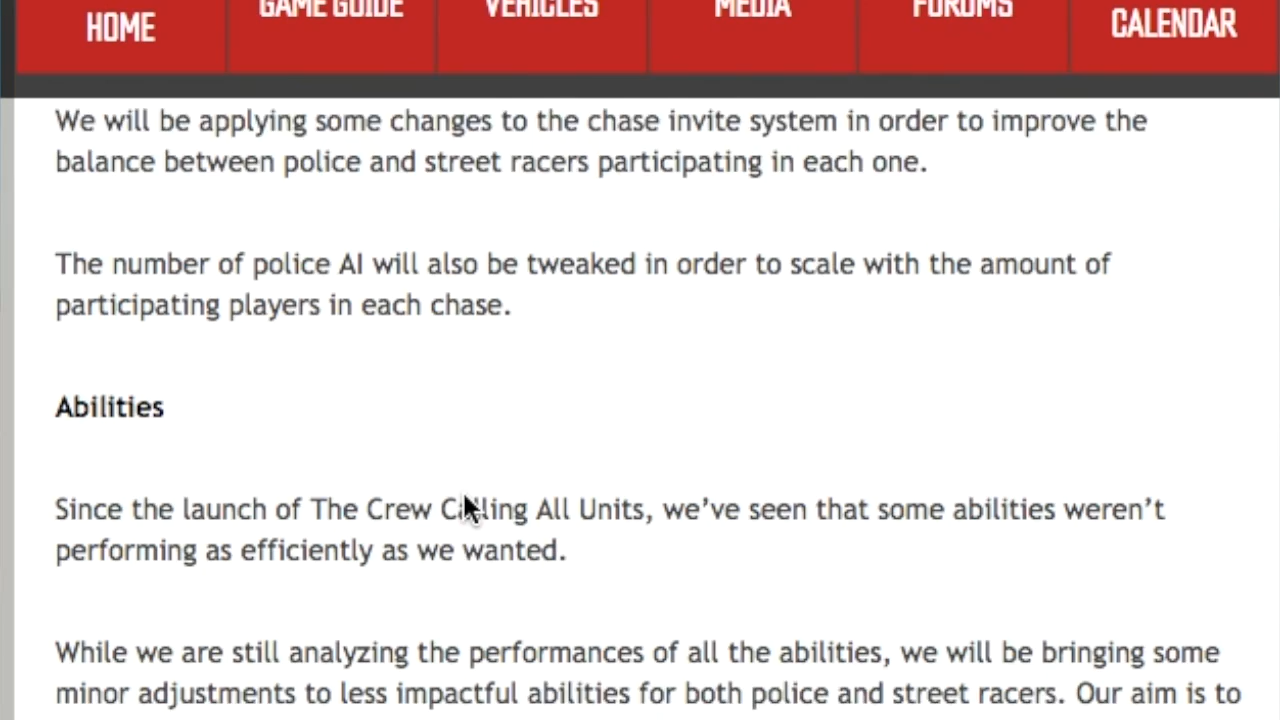 HOME
GAME GUIDE
VEHICLES
MEDIA
FORUMS
CALENDAR
We will be applying some changes to the chase invite system in order to improve the
balance between police and street racers participating in each one.
The number of police AI will also be tweaked in order to scale with the amount of
participating players in each chase.
Abilities
Since the launch of The Crew Calling All Units, we’ve seen that some abilities weren’t
performing as efficiently as we wanted.
While we are still analyzing the performances of all the abilities, we will be bringing some
minor adjustments to less impactful abilities for both police and street racers. Our aim is to